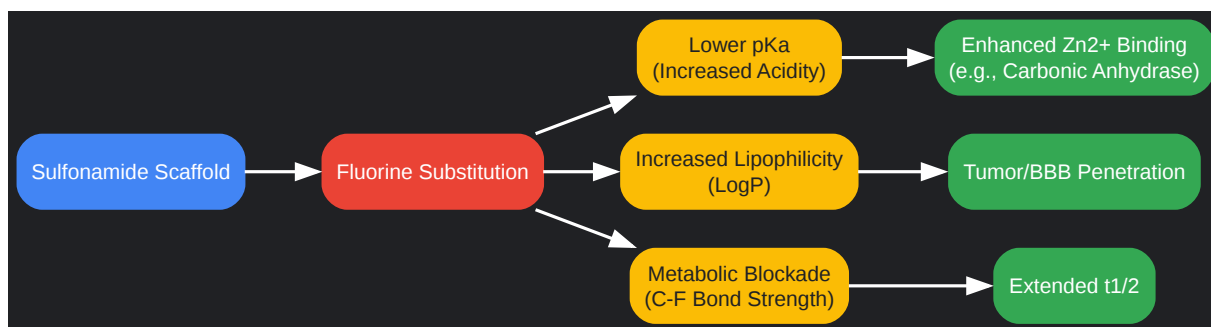 Sulfonamide Scaffold
Fluorine Substitution
Lower pKa
(Increased Acidity)
Enhanced Zn2+ Binding
(e.g., Carbonic Anhydrase)
Increased Lipophilicity
(LogP)
Tumor/BBB Penetration
Metabolic Blockade
(C-F Bond Strength)
Extended t1/2